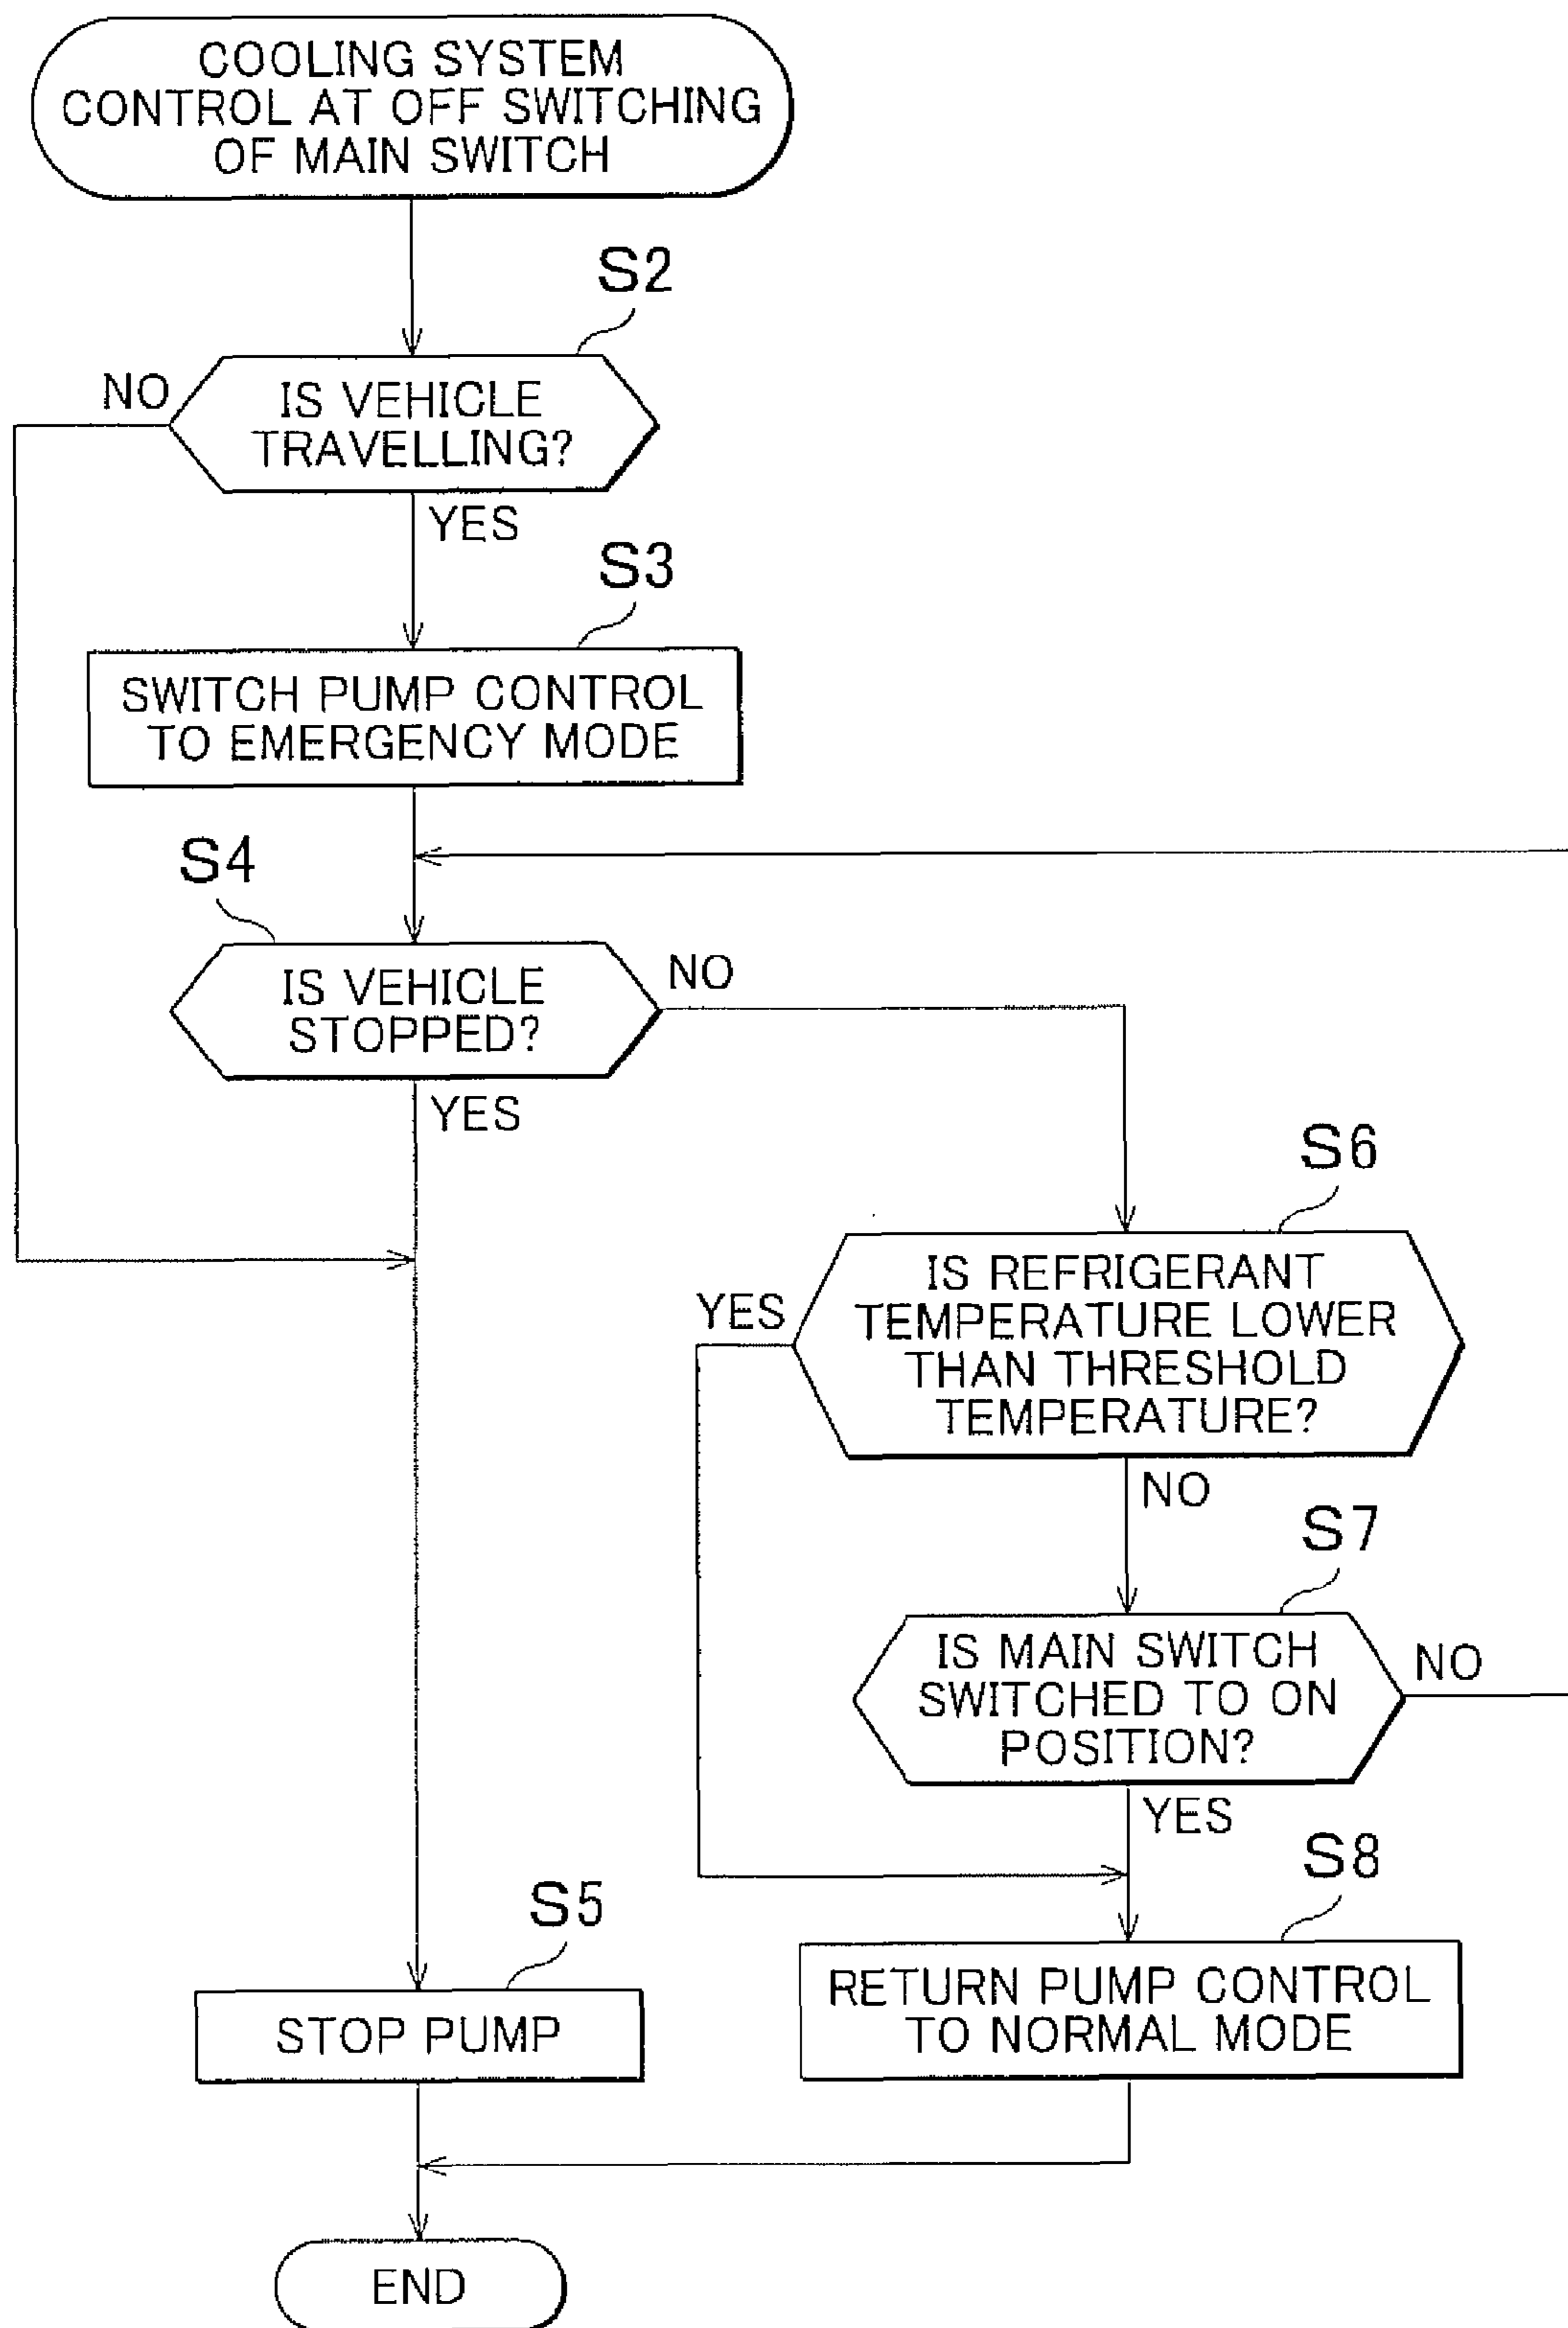 COOLING SYSTEM
CONTROL AT OFF SWITCHING
OF MAIN SWITCH
S2
NO
IS VEHICLE
TRAVELLING?
YES
S3
SWITCH PUMP CONTROL
TO EMERGENCY MODE
S4
IS VEHICLE
STOPPED?
NO
YES
S6
IS REFRIGERANT
TEMPERATURE LOWER
THAN THRESHOLD
TEMPERATURE?
YES
NO
S7
IS MAIN SWITCH
SWITCHED TO ON
POSITION?
NO
YES
S8
RETURN PUMP CONTROL
TO NORMAL MODE
S5
STOP PUMP
END